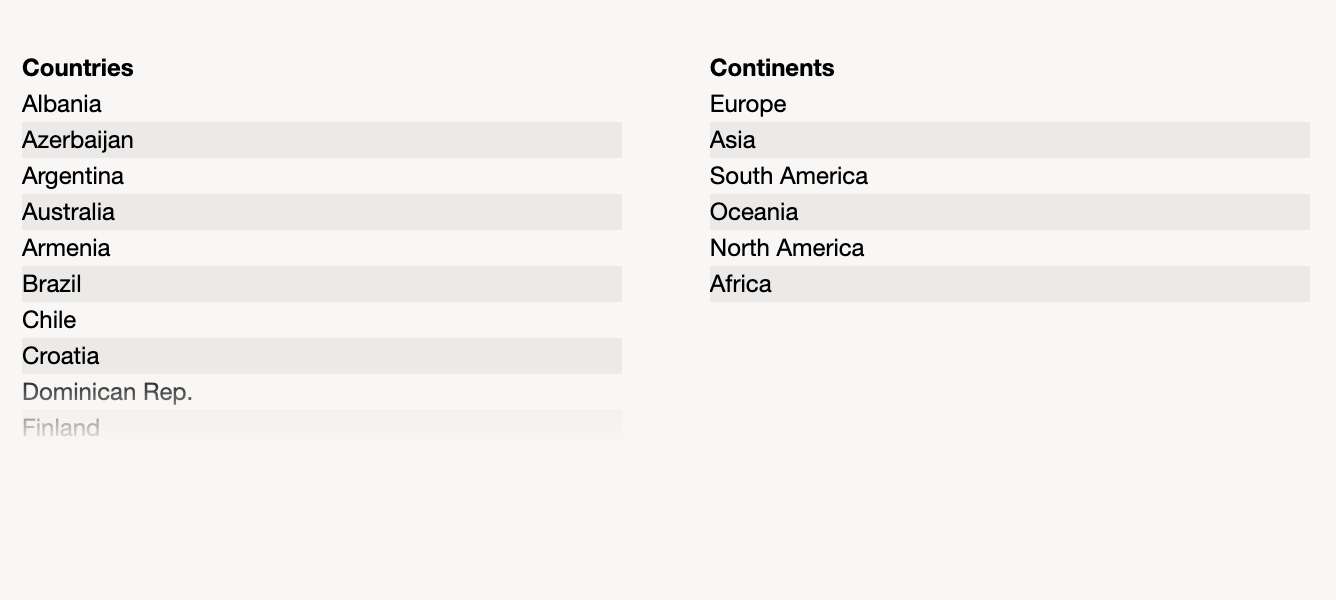 Countries
Albania
Azerbaijan
Argentina
Australia
Armenia
Brazil
Chile
Croatia
Dominican Rep.
Finland
Continents
Europe
Asia
South America
Oceania
North America
Africa